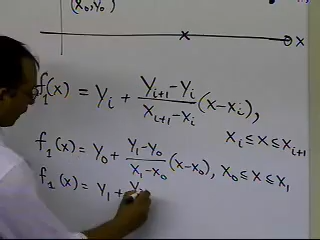 (x₀,y₀)
x x
f₁(x) = yᵢ + (yᵢ₊₁-yᵢ)/(xᵢ₊₁-xᵢ) (x-xᵢ),
xᵢ≤x≤xᵢ₊₁
f₁(x) = y₀ + (y₁-y₀)/(x₁-x₀) (x-x₀), x₀≤x≤x₁
f₁(x) = y₁ + y